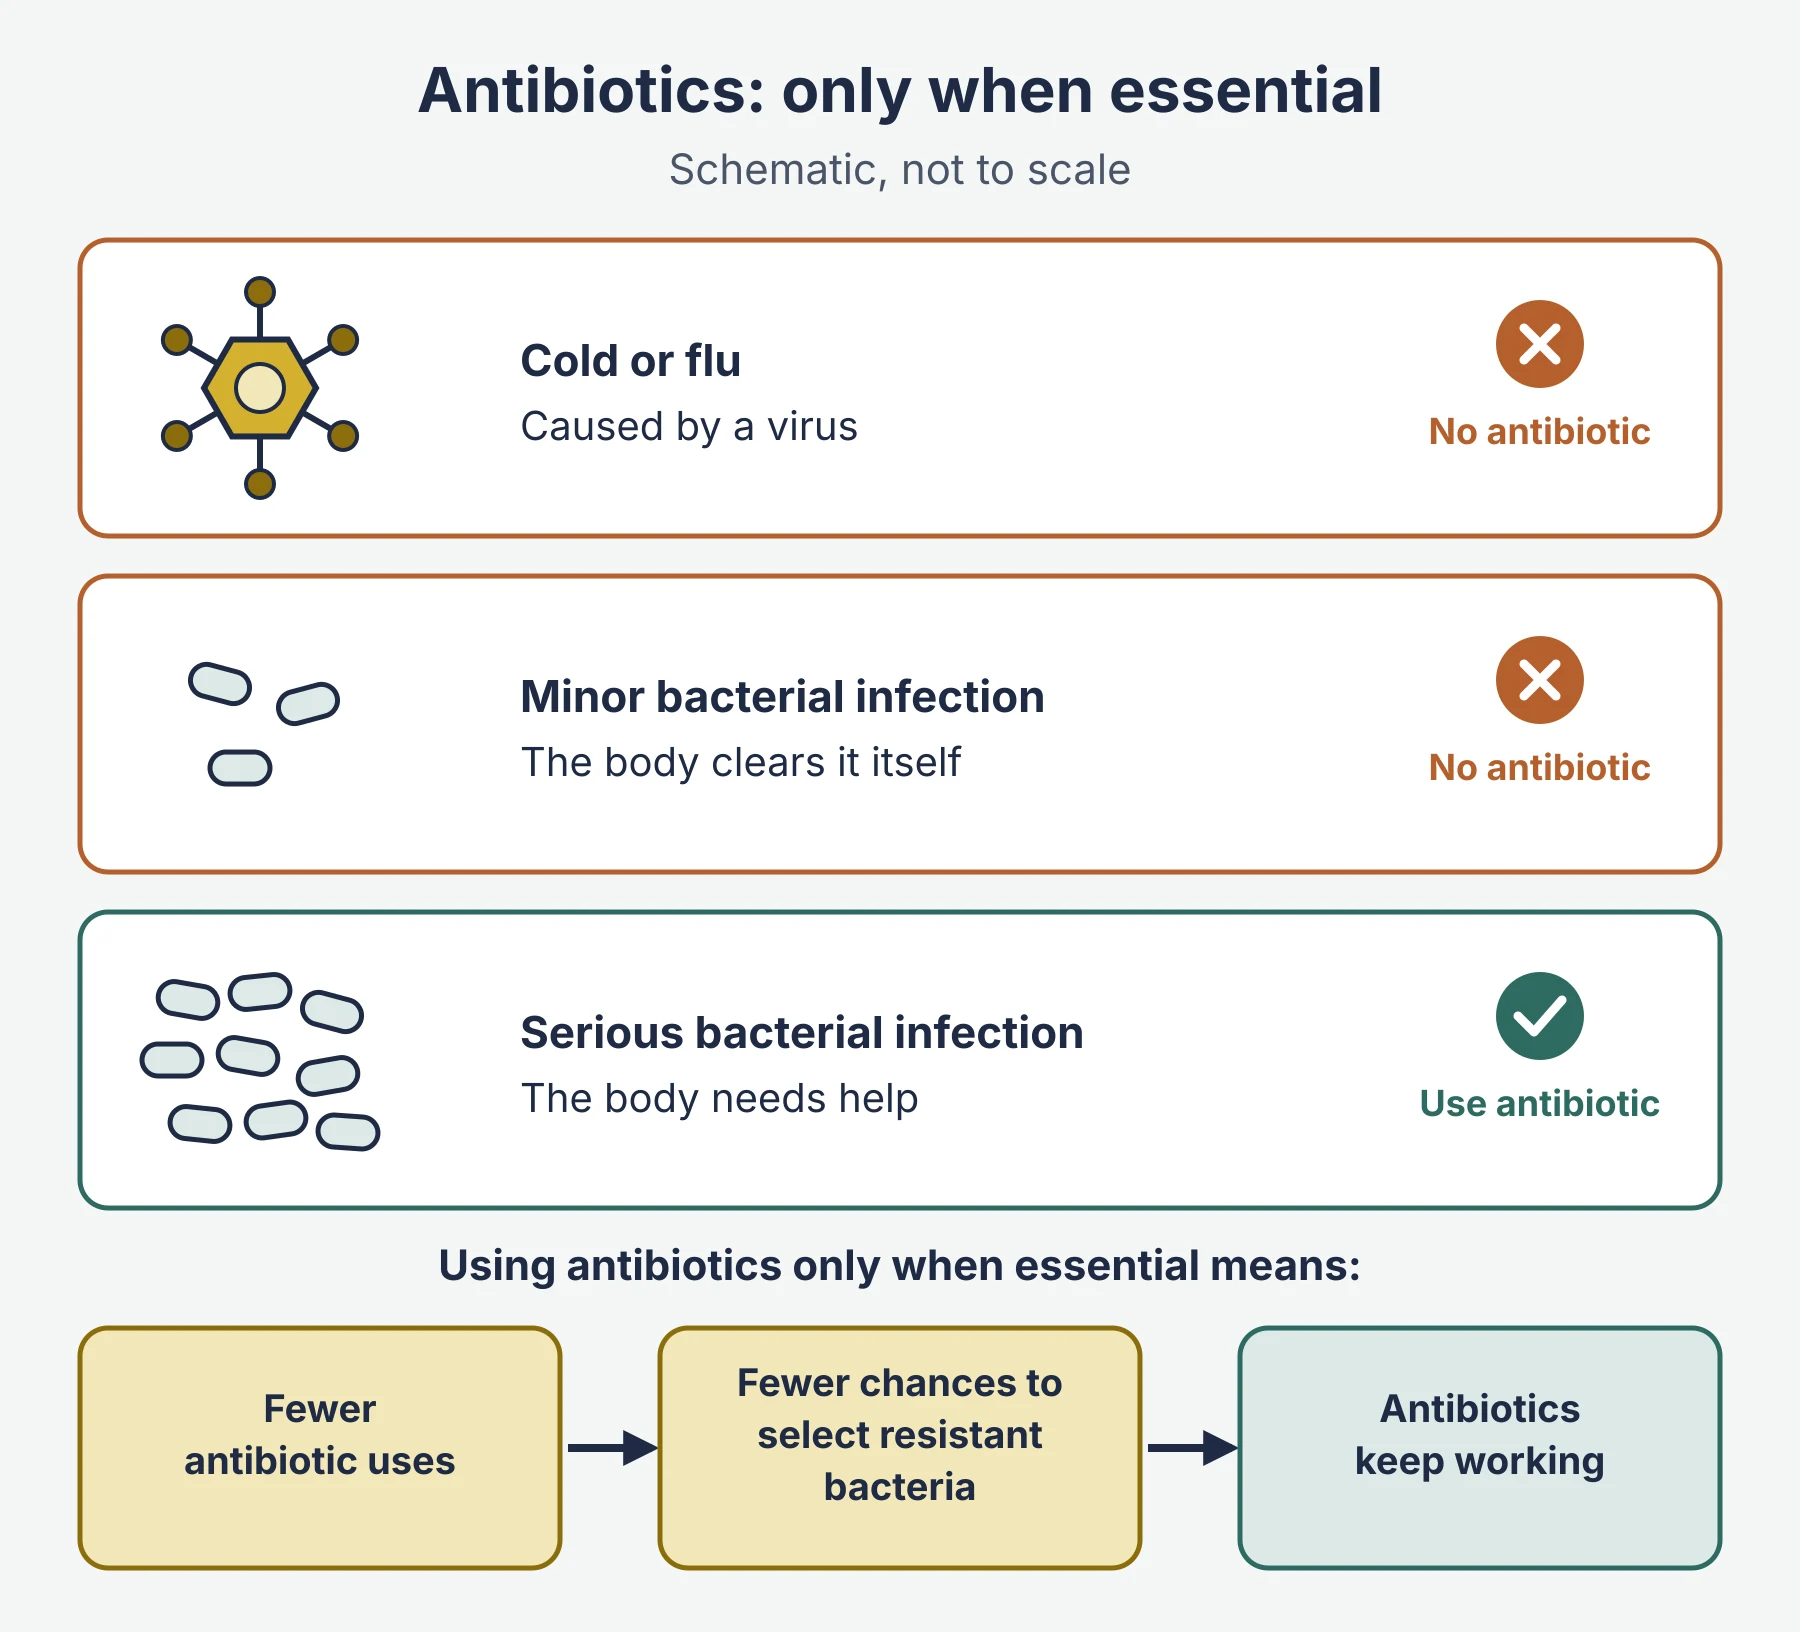 Antibiotics: only when essential
Schematic, not to scale
Cold or flu
Caused by a virus
No antibiotic
Minor bacterial infection
The body clears it itself
No antibiotic
Serious bacterial infection
The body needs help
Use antibiotic
Using antibiotics only when essential means:
Fewer
antibiotic uses
Fewer chances to
select resistant
bacteria
Antibiotics
keep working